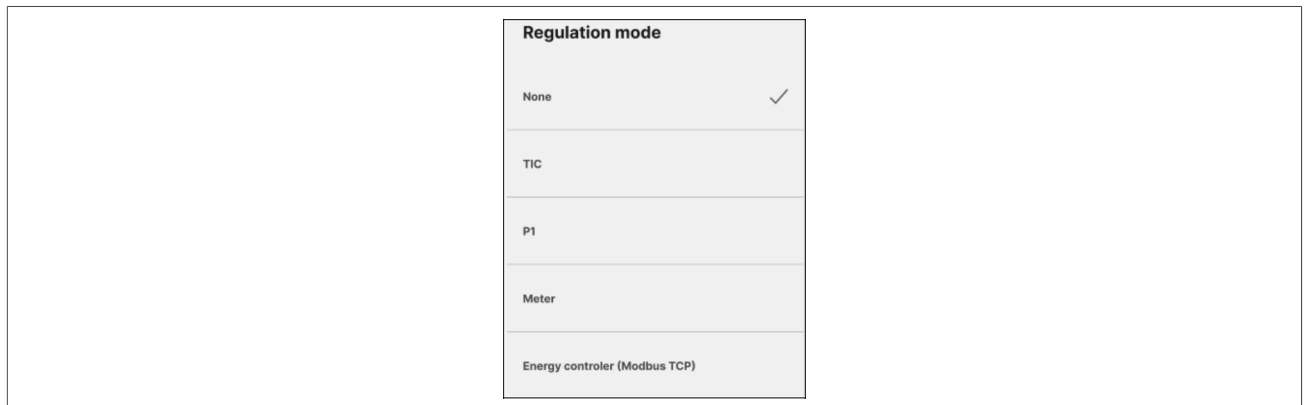 Regulation mode
None
TIC
P1
Meter
Energy controler (Modbus TCP)